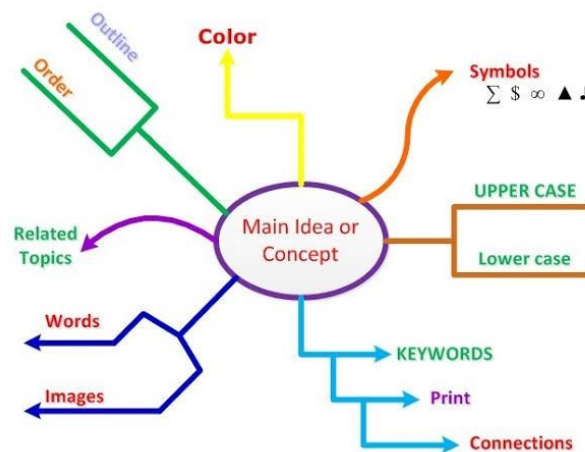 Outline
Order
Color
Symbols
∑ $ ∞ ▲
Main Idea or
Concept
UPPER CASE
Lower case
Related
Topics
Words
Images
KEYWORDS
Print
Connections